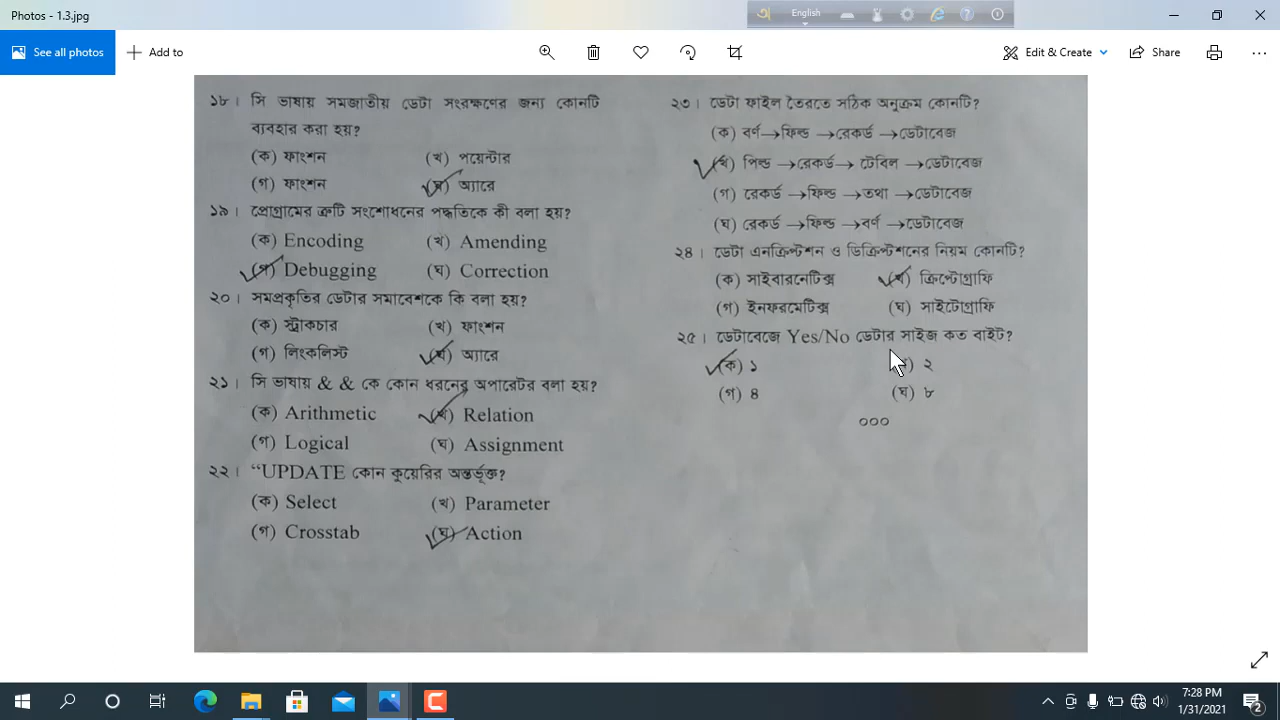 Photos - 1.3.jpg
অ English
See all photos
Add to
Edit & Create
Share
১৮। সি ভাষায় সমজাতীয় ডেটা সংরক্ষণের জন্য কোনটি
ব্যবহার করা হয়?
(ক) ফাংশন (খ) পয়েন্টার
(গ) ফাংশন (ঘ) অ্যারে
১৯। প্রোগ্রামের ত্রুটি সংশোধনের পদ্ধতিকে কী বলা হয়?
(ক) Encoding (খ) Amending
(গ) Debugging (ঘ) Correction
২০। সমপ্রকৃতির ডেটার সমাবেশকে কি বলা হয়?
(ক) স্ট্রাকচার (খ) ফাংশন
(গ) লিংকলিস্ট (ঘ) অ্যারে
২১। সি ভাষায় & & কে কোন ধরনের অপারেটর বলা হয়?
(ক) Arithmetic (খ) Relation
(গ) Logical (ঘ) Assignment
২২। “UPDATE কোন কুয়েরির অন্তর্ভূক্ত?
(ক) Select (খ) Parameter
(গ) Crosstab (ঘ) Action
২৩। ডেটা ফাইল তৈরতে সঠিক অনুক্রম কোনটি?
(ক) বর্ণ→ফিল্ড →রেকর্ড →ডেটাবেজ
(খ) পিল্ড →রেকর্ড→ টেবিল →ডেটাবেজ
(গ) রেকর্ড →ফিল্ড →তথা →ডেটাবেজ
(ঘ) রেকর্ড →ফিল্ড →বর্ণ →ডেটাবেজ
২৪। ডেটা এনক্রিপ্টশন ও ডিক্রিপ্টশনের নিয়ম কোনটি?
(ক) সাইবারনেটিক্স (খ) ক্রিপ্টোগ্রাফি
(গ) ইনফরমেটিক্স (ঘ) সাইটোগ্রাফি
২৫। ডেটাবেজে Yes/No ডেটার সাইজ কত বাইট?
(ক) ১ ২
(গ) ৪ (ঘ) ৮
০০০
7:28 PM
1/31/2021
2